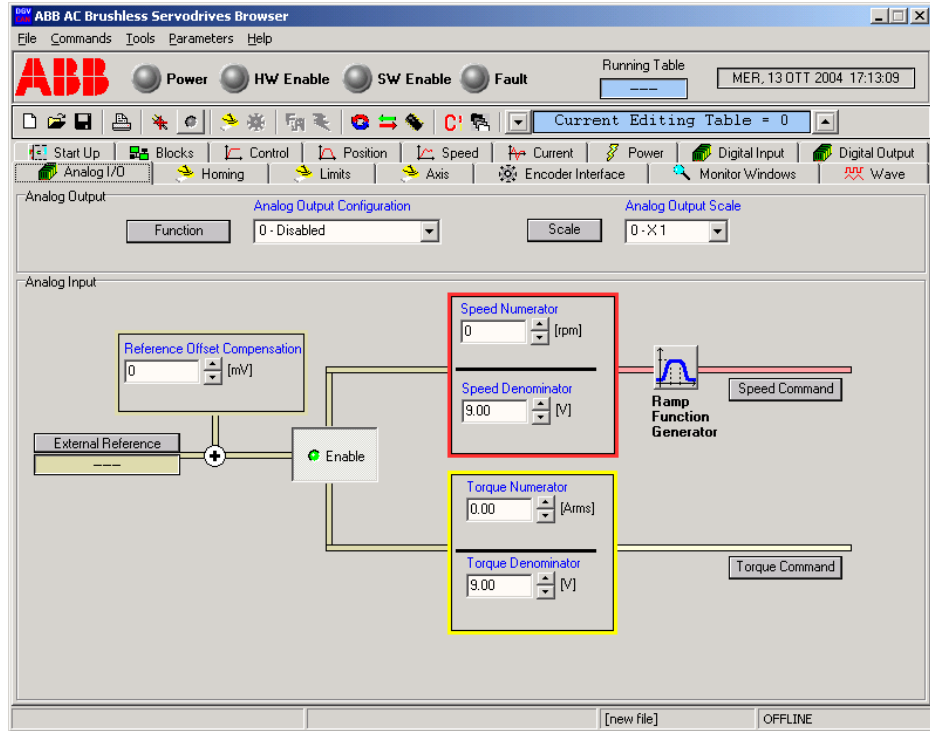 DGV CAN ABB AC Brushless Servodrives Browser
File Commands Tools Parameters Help
ABB Power HW Enable SW Enable Fault
Running Table
---
MER, 13 OTT 2004 17:13:09
Current Editing Table = 0
Start Up Blocks Control Position Speed Current Power Digital Input Digital Output
Analog I/O Homing Limits Axis Encoder Interface Monitor Windows Wave
Analog Output
Analog Output Configuration
Analog Output Scale
Function 0 - Disabled Scale 0 - X 1
Analog Input
Speed Numerator
0 [rpm]
Speed Denominator
9.00 [V]
Reference Offset Compensation
0 [mV]
Ramp
Function
Generator
Speed Command
External Reference
---
Enable
Torque Numerator
0.00 [Arms]
Torque Denominator
9.00 [V]
Torque Command
[new file] OFFLINE